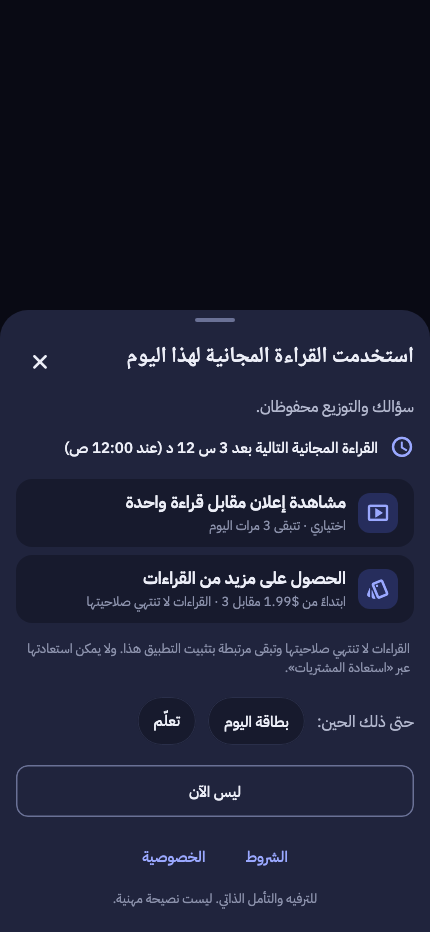 استخدمت القراءة المجانية لهذا اليوم
سؤالك والتوزيع محفوظان.
القراءة المجانية التالية بعد 3 س 12 د (عند 12:00 ص)
مشاهدة إعلان مقابل قراءة واحدة
اختياري · تتبقى 3 مرات اليوم
الحصول على مزيد من القراءات
ابتداءً من 1.99$ مقابل 3 · القراءات لا تنتهي صلاحيتها
القراءات لا تنتهي صلاحيتها وتبقى مرتبطة بتثبيت التطبيق هذا. ولا يمكن استعادتها
عبر «استعادة المشتريات».
حتى ذلك الحين:
بطاقة اليوم
تعلّم
ليس الآن
الشروط
الخصوصية
للترفيه والتأمل الذاتي. ليست نصيحة مهنية.